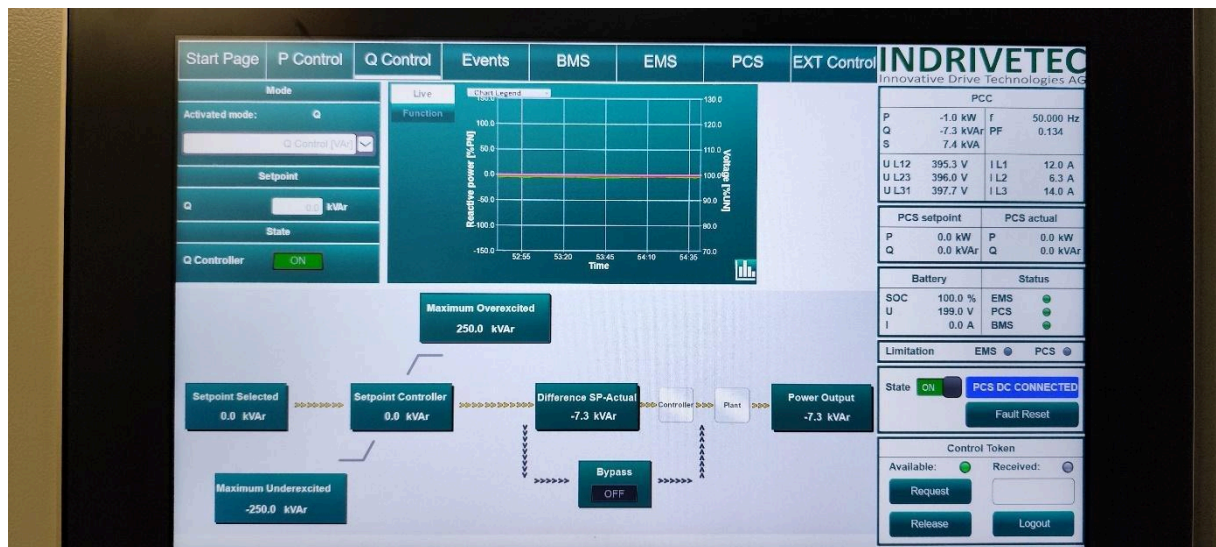 Start Page P Control Q Control Events BMS EMS PCS EXT Control
INDRIVETEC
Innovative Drive Technologies AG
Mode
Activated mode: Q
Q Control [VAr]
Setpoint
Q 0.0 kVAr
State
Q Controller ON
Live
Function
Chart Legend
Reactive power [%PN]
150.0
100.0
50.0
0.0
-50.0
-100.0
-150.0
130.0
120.0
110.0
100.0
90.0
80.0
70.0
Voltage [%UN]
52:55 53:20 53:45 54:10 54:35
Time
Maximum Overexcited
250.0 kVAr
Setpoint Selected
0.0 kVAr
Setpoint Controller
0.0 kVAr
Difference SP-Actual
-7.3 kVAr
Controller
Plant
Power Output
-7.3 kVAr
Bypass
OFF
Maximum Underexcited
-250.0 kVAr
PCC
P -1.0 kW f 50.000 Hz
Q -7.3 kVAr PF 0.134
S 7.4 kVA
U L12 395.3 V I L1 12.0 A
U L23 396.0 V I L2 6.3 A
U L31 397.7 V I L3 14.0 A
PCS setpoint PCS actual
P 0.0 kW P 0.0 kW
Q 0.0 kVAr Q 0.0 kVAr
Battery Status
SOC 100.0 % EMS
U 199.0 V PCS
I 0.0 A BMS
Limitation EMS PCS
State ON PCS DC CONNECTED
Fault Reset
Control Token
Available: Received:
Request
Release Logout